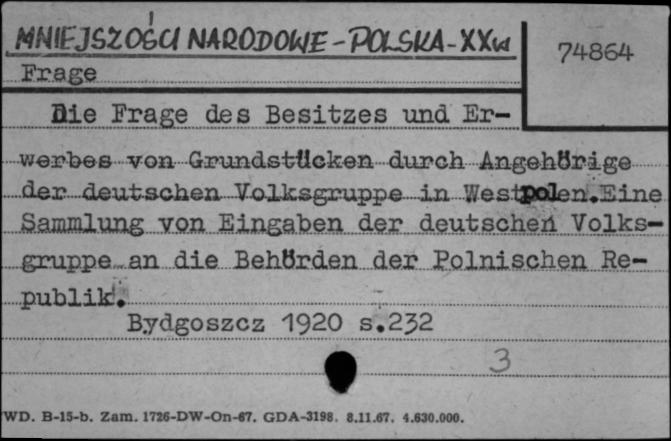 MNIEJSZOŚCI NARODOWE - POLSKA - XXw
74864
Frage
Die Frage des Besitzes und Er-
werbes von Grundstücken durch Angehörige
der deutschen Volksgruppe in Westpolen.Eine
Sammlung von Eingaben der deutschen Volks-
gruppe an die Behörden der Polnischen Re-
publik.
Bydgoszcz 1920 s.232
3
WD. B-15-b. Zam. 1726-DW-On-67. GDA-3198. 8.11.67. 4.630.000.